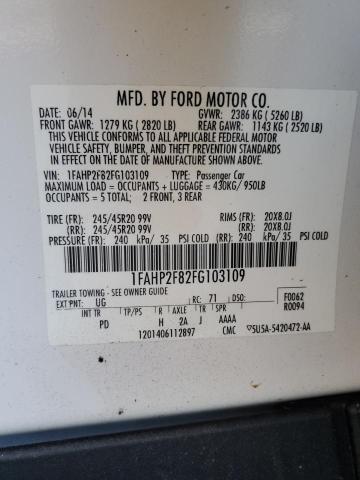 MFD. BY FORD MOTOR CO.
DATE: 06/14 GVWR: 2386 KG ( 5260 LB)
FRONT GAWR: 1279 KG ( 2820 LB) REAR GAWR: 1143 KG ( 2520 LB)
THIS VEHICLE CONFORMS TO ALL APPLICABLE FEDERAL MOTOR
VEHICLE SAFETY, BUMPER, AND THEFT PREVENTION STANDARDS
IN EFFECT ON THE DATE OF MANUFACTURE SHOWN ABOVE.
VIN: 1FAHP2F82FG103109 TYPE: Passenger Car
MAXIMUM LOAD = OCCUPANTS + LUGGAGE = 430KG/950LB
OCCUPANTS = 5 TOTAL; 2 FRONT, 3 REAR
TIRE (FR): 245/45R20 99V RIMS (FR): 20X8.0J
(RR): 245/45R20 99V (RR): 20X8.0J
PRESSURE (FR): 240 kPa/ 35 PSI COLD (RR): 240 kPa/ 35 PSI COLD
1FAHP2F82FG103109
TRAILER TOWING - SEE OWNER GUIDE
EXT PNT: UG RC: 71 DSO: F0062
INT TR TP/PS R AXLE TR SPR R0094
PD H 2A J AAAA
1201406112897 CMC 5U5A-5420472-AA